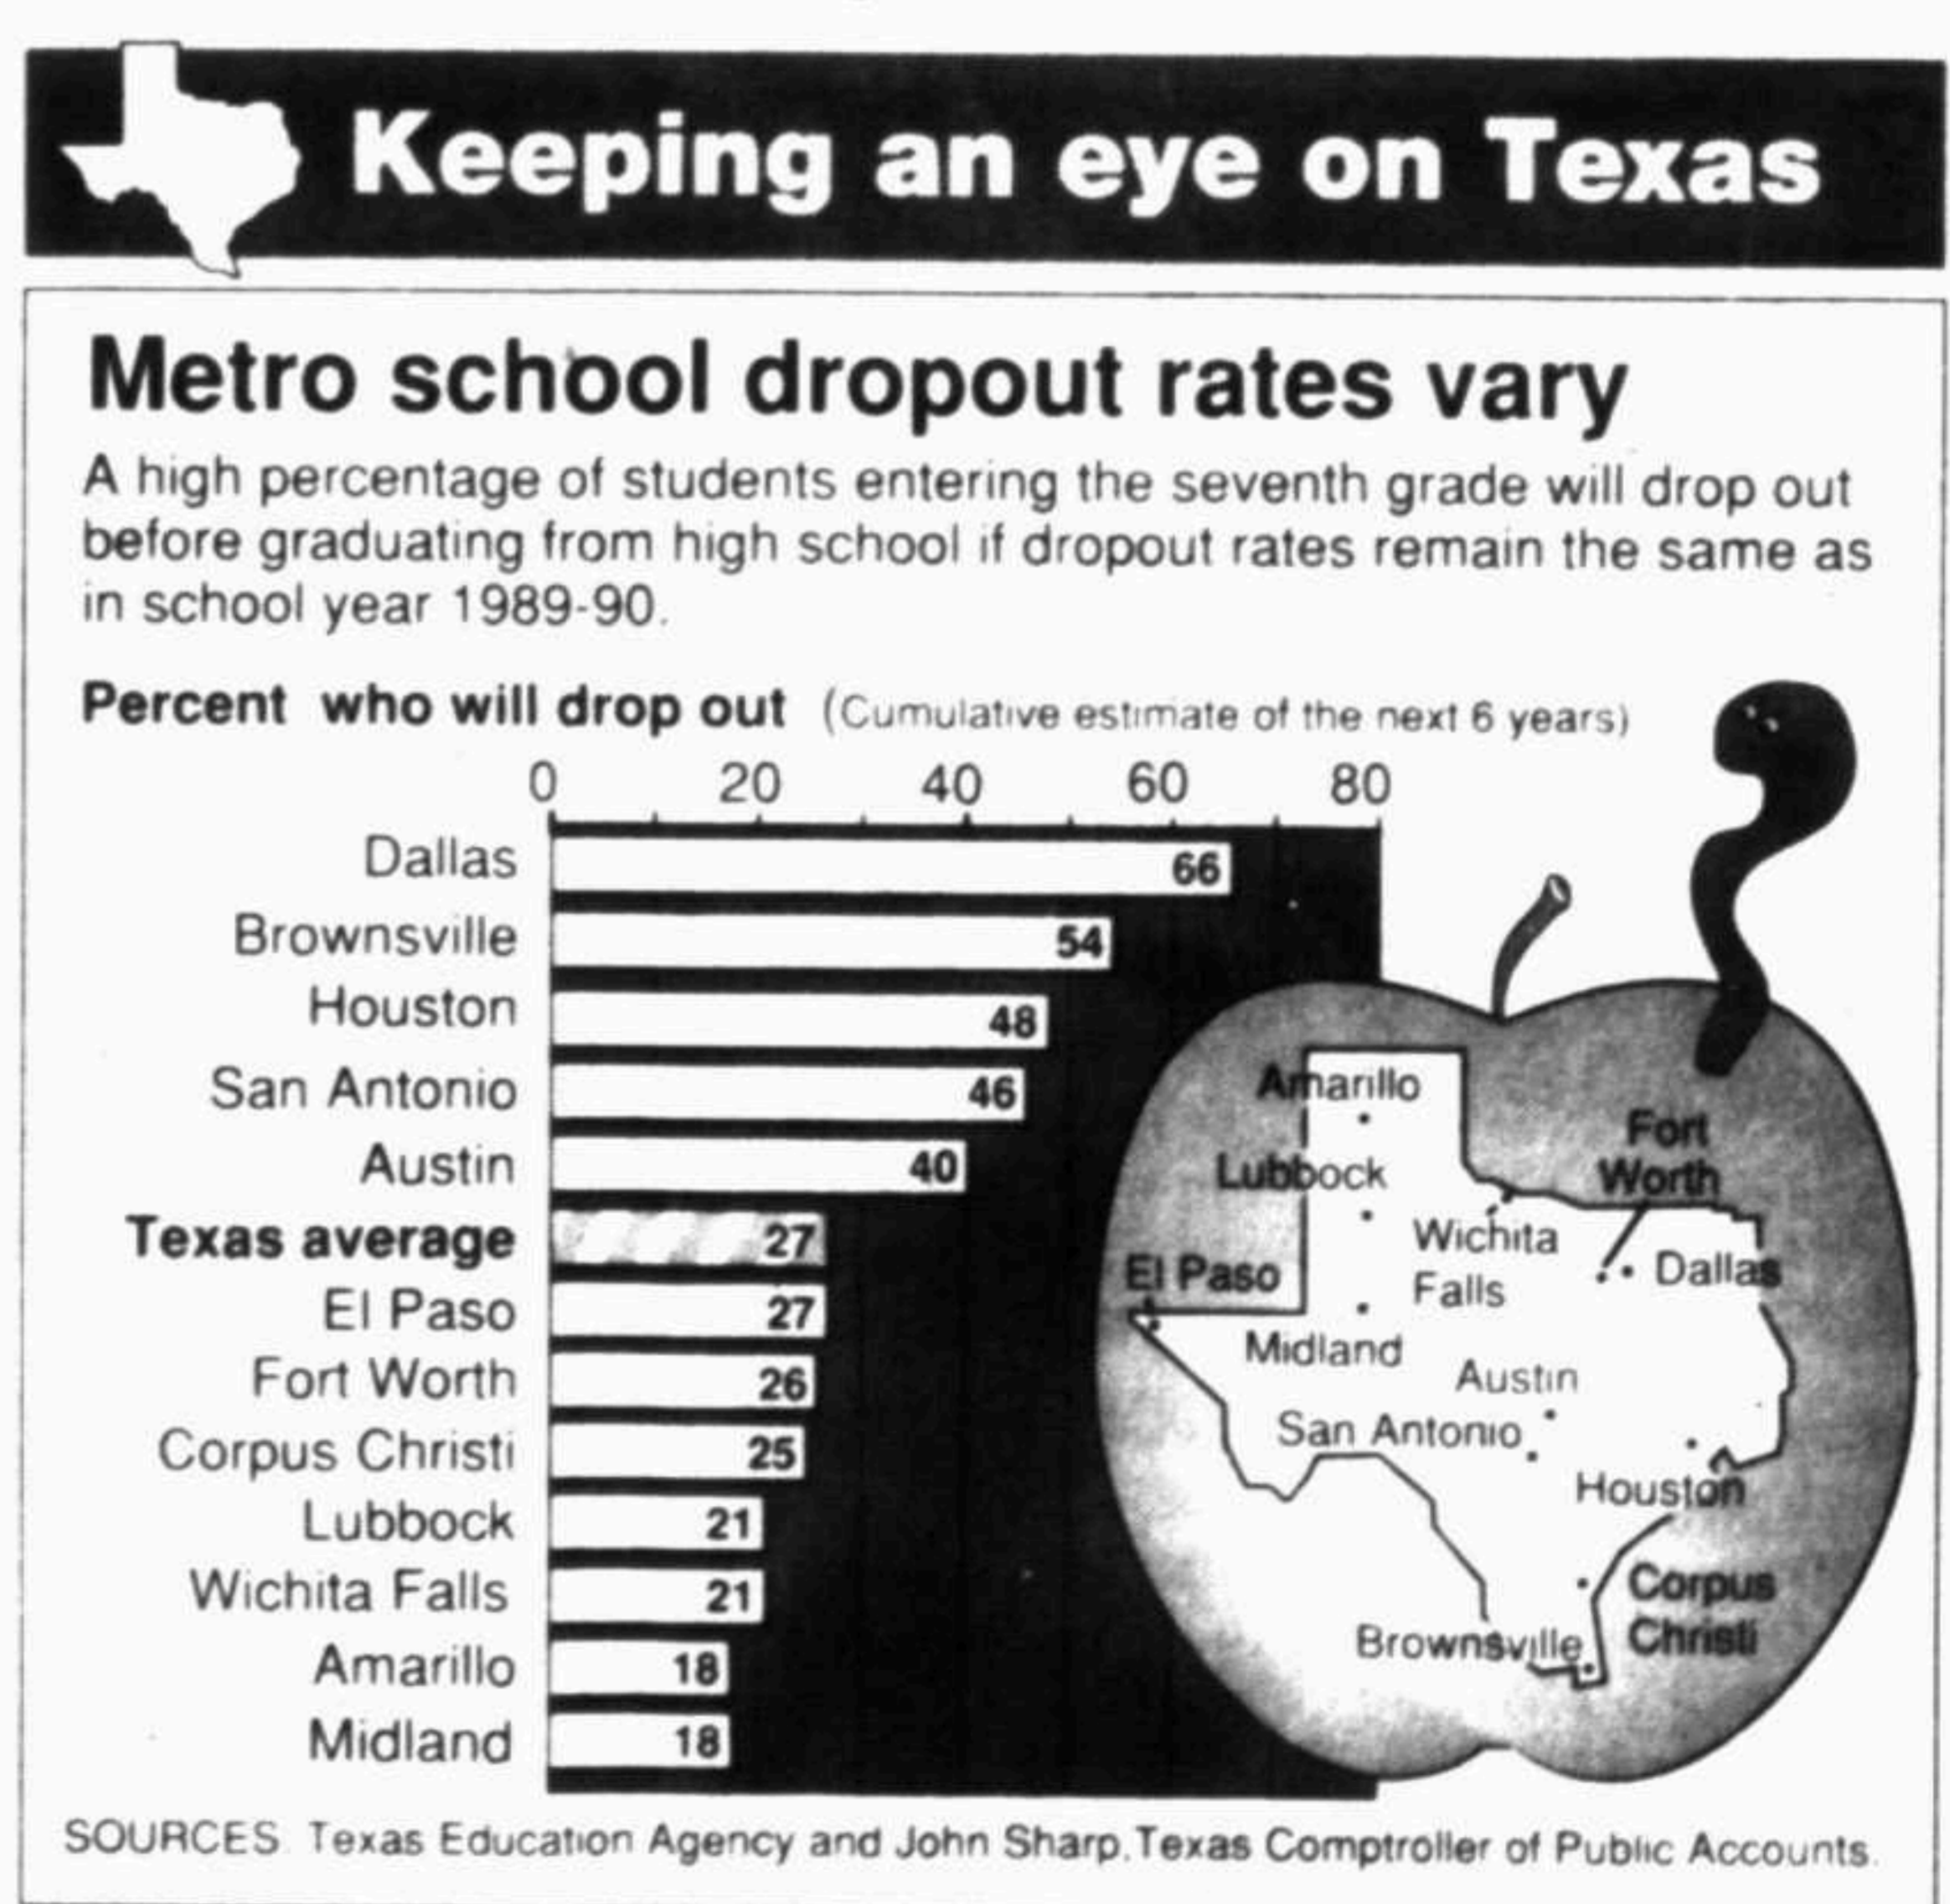 Keeping an eye on Texas
Metro school dropout rates vary
A high percentage of students entering the seventh grade will drop out
before graduating from high school if dropout rates remain the same as
in school year 1989-90.
Percent who will drop out (Cumulative estimate of the next 6 years)
0 20 40 60 80
Dallas 66
Brownsville 54
Houston 48
San Antonio 46
Austin 40
Texas average 27
El Paso 27
Fort Worth 26
Corpus Christi 25
Lubbock 21
Wichita Falls 21
Amarillo 18
Midland 18
Amarillo
Lubbock
Fort
Worth
Wichita
Falls
Dallas
El Paso
Midland
Austin
San Antonio
Houston
Corpus
Christi
Brownsville
SOURCES. Texas Education Agency and John Sharp, Texas Comptroller of Public Accounts.